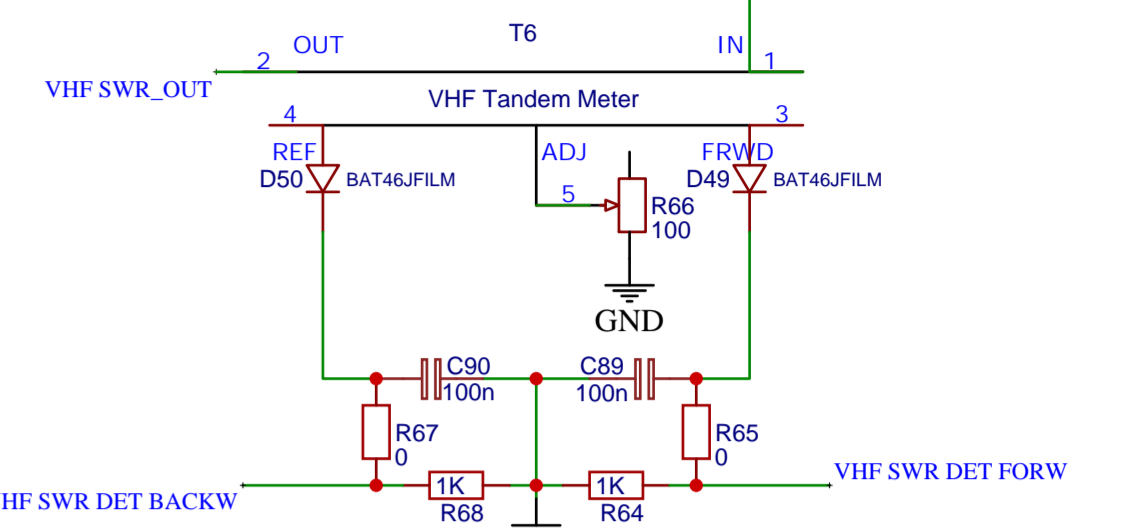 T6
OUT
IN
2
1
VHF SWR_OUT
VHF Tandem Meter
4
3
REF
ADJ
FRWD
D50
BAT46JFILM
D49
BAT46JFILM
5
R66
100
GND
C90
100n
C89
100n
R67
0
R65
0
HF SWR DET BACKW
1K
R68
1K
R64
VHF SWR DET FORW